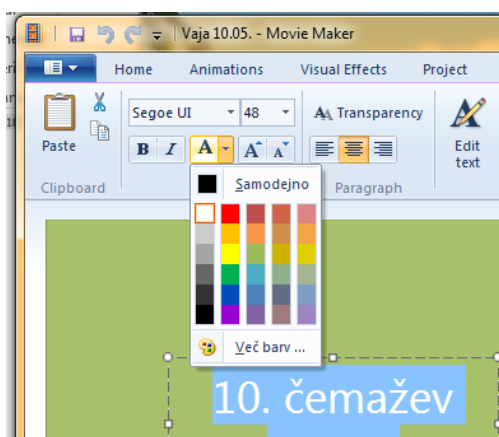 Vaja 10.05. - Movie Maker
Home Animations Visual Effects Project
Segoe UI 48 Transparency
Paste B I A A A Edit text
Clipboard Paragraph
Samodejno
Več barv ...
10. čemažev